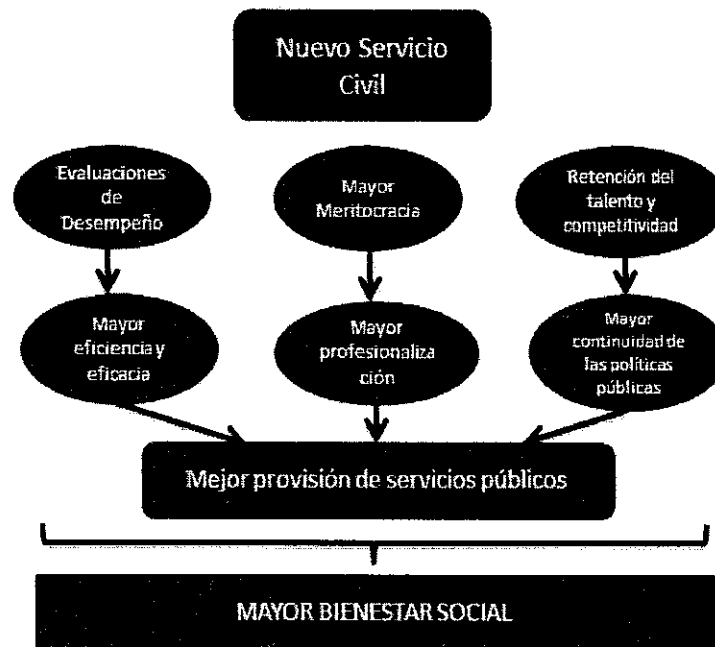 Nuevo Servicio
Civil
Evaluaciones
de
Desempeño
Mayor
Meritocracia
Retención del
talento y
competitividad
Mayor
eficiencia y
eficacia
Mayor
profesionaliza
ción
Mayor
continuidad de
las políticas
públicas
Mejor provisión de servicios públicos
MAYOR BIENESTAR SOCIAL